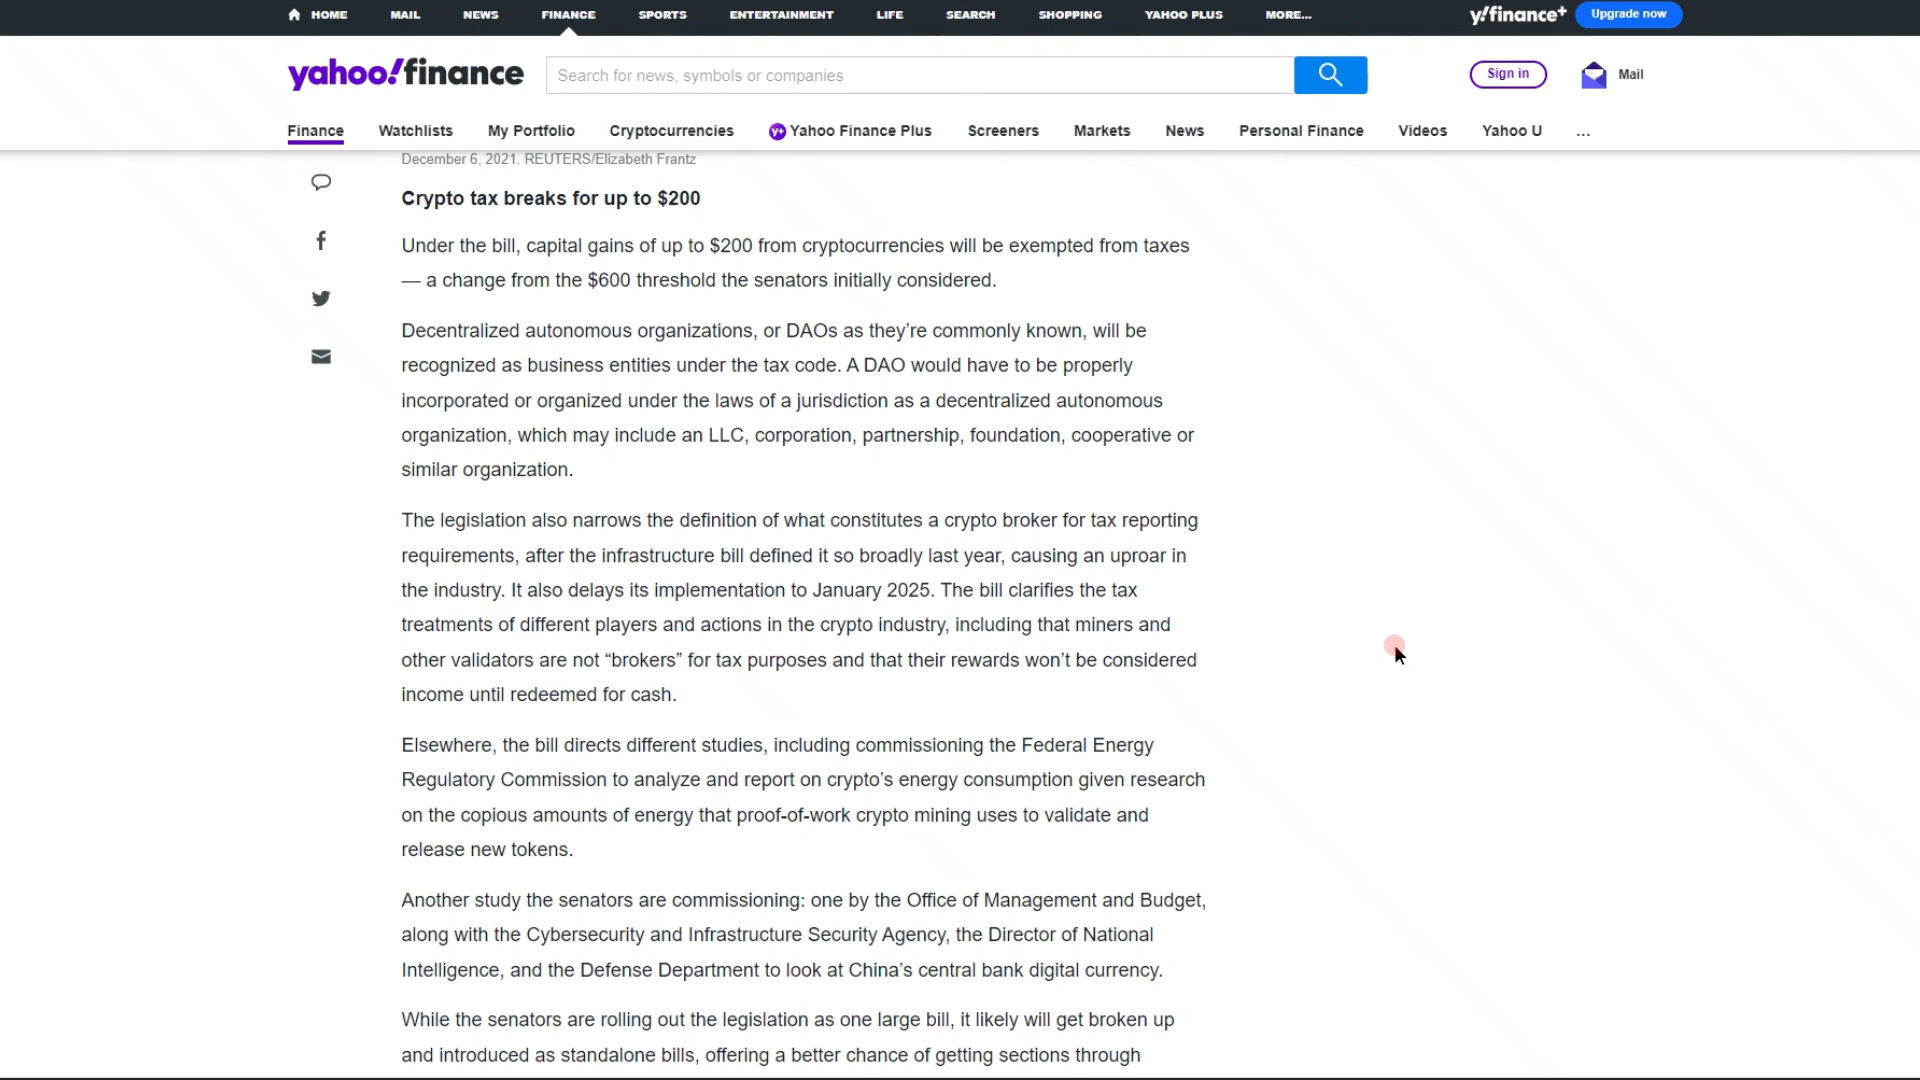 HOME MAIL NEWS FINANCE SPORTS ENTERTAINMENT LIFE SEARCH SHOPPING YAHOO PLUS MORE... y!finance+ Upgrade now
yahoo!finance Search for news, symbols or companies Sign in Mail
Finance Watchlists My Portfolio Cryptocurrencies y+ Yahoo Finance Plus Screeners Markets News Personal Finance Videos Yahoo U ...
December 6, 2021. REUTERS/Elizabeth Frantz
Crypto tax breaks for up to $200
Under the bill, capital gains of up to $200 from cryptocurrencies will be exempted from taxes
— a change from the $600 threshold the senators initially considered.
Decentralized autonomous organizations, or DAOs as they’re commonly known, will be
recognized as business entities under the tax code. A DAO would have to be properly
incorporated or organized under the laws of a jurisdiction as a decentralized autonomous
organization, which may include an LLC, corporation, partnership, foundation, cooperative or
similar organization.
The legislation also narrows the definition of what constitutes a crypto broker for tax reporting
requirements, after the infrastructure bill defined it so broadly last year, causing an uproar in
the industry. It also delays its implementation to January 2025. The bill clarifies the tax
treatments of different players and actions in the crypto industry, including that miners and
other validators are not “brokers” for tax purposes and that their rewards won’t be considered
income until redeemed for cash.
Elsewhere, the bill directs different studies, including commissioning the Federal Energy
Regulatory Commission to analyze and report on crypto’s energy consumption given research
on the copious amounts of energy that proof-of-work crypto mining uses to validate and
release new tokens.
Another study the senators are commissioning: one by the Office of Management and Budget,
along with the Cybersecurity and Infrastructure Security Agency, the Director of National
Intelligence, and the Defense Department to look at China’s central bank digital currency.
While the senators are rolling out the legislation as one large bill, it likely will get broken up
and introduced as standalone bills, offering a better chance of getting sections through